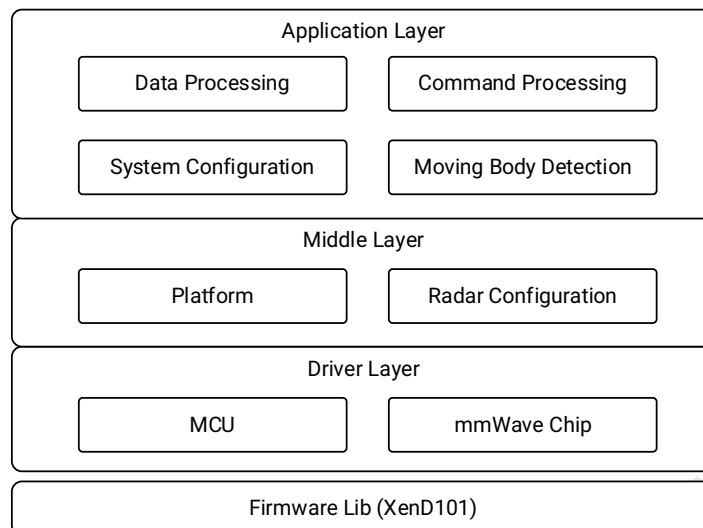 Application Layer
Data Processing
Command Processing
System Configuration
Moving Body Detection
Middle Layer
Platform
Radar Configuration
Driver Layer
MCU
mmWave Chip
Firmware Lib (XenD101)